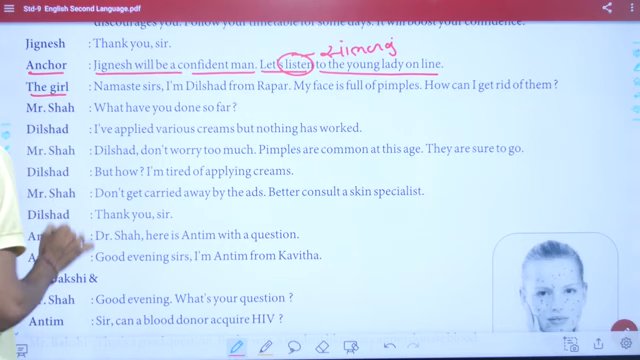 Std-9 English Second Language.pdf
discourages you. Follow your timetable for some days. It will boost your confidence.
Jignesh : Thank you, sir.
Anchor : Jignesh will be a confident man. Let's listen to the young lady on line.
The girl : Namaste sirs, I'm Dilshad from Rapar. My face is full of pimples. How can I get rid of them?
Mr. Shah : What have you done so far?
Dilshad : I've applied various creams but nothing has worked.
Mr. Shah : Dilshad, don't worry too much. Pimples are common at this age. They are sure to go.
Dilshad : But how? I'm tired of applying creams.
Mr. Shah : Don't get carried away by the ads. Better consult a skin specialist.
Dilshad : Thank you, sir.
: Dr. Shah, here is Antim with a question.
: Good evening sirs, I'm Antim from Kavitha.
&
Shah : Good evening. What's your question ?
Antim : Sir, can a blood donor acquire HIV ?